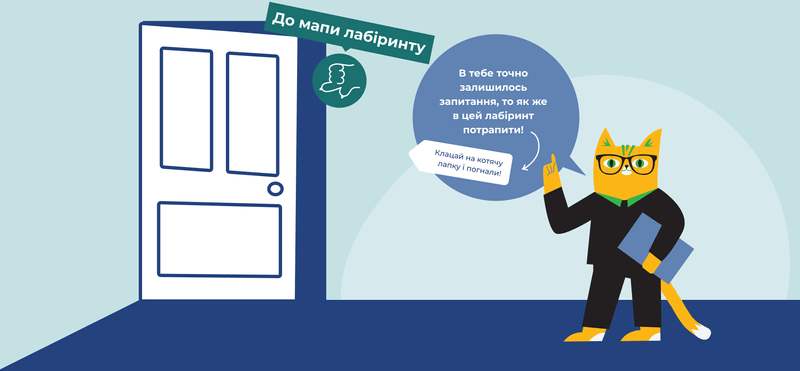 До мапи лабіринту
В тебе точно
залишилось
запитання, то як же
в цей лабіринт
потрапити!
Клацай на котячу
лапку і погнали!